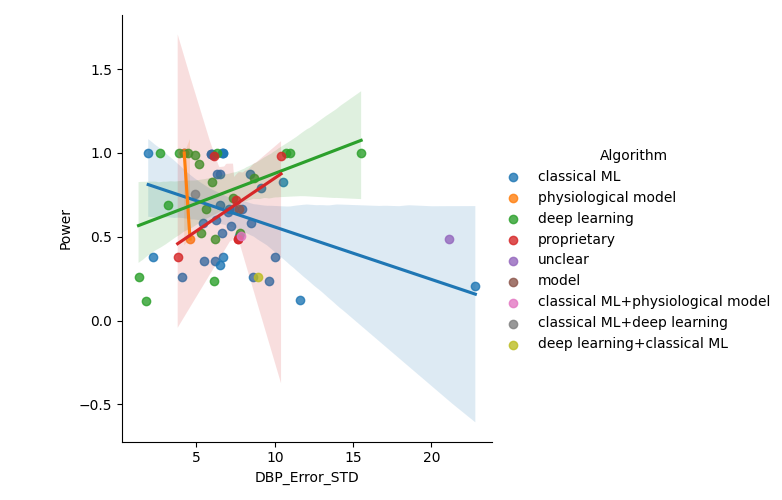 1.5
1.0
0.5
0.0
−0.5
Power
5
10
15
20
DBP_Error_STD
Algorithm
classical ML
physiological model
deep learning
proprietary
unclear
model
classical ML+physiological model
classical ML+deep learning
deep learning+classical ML